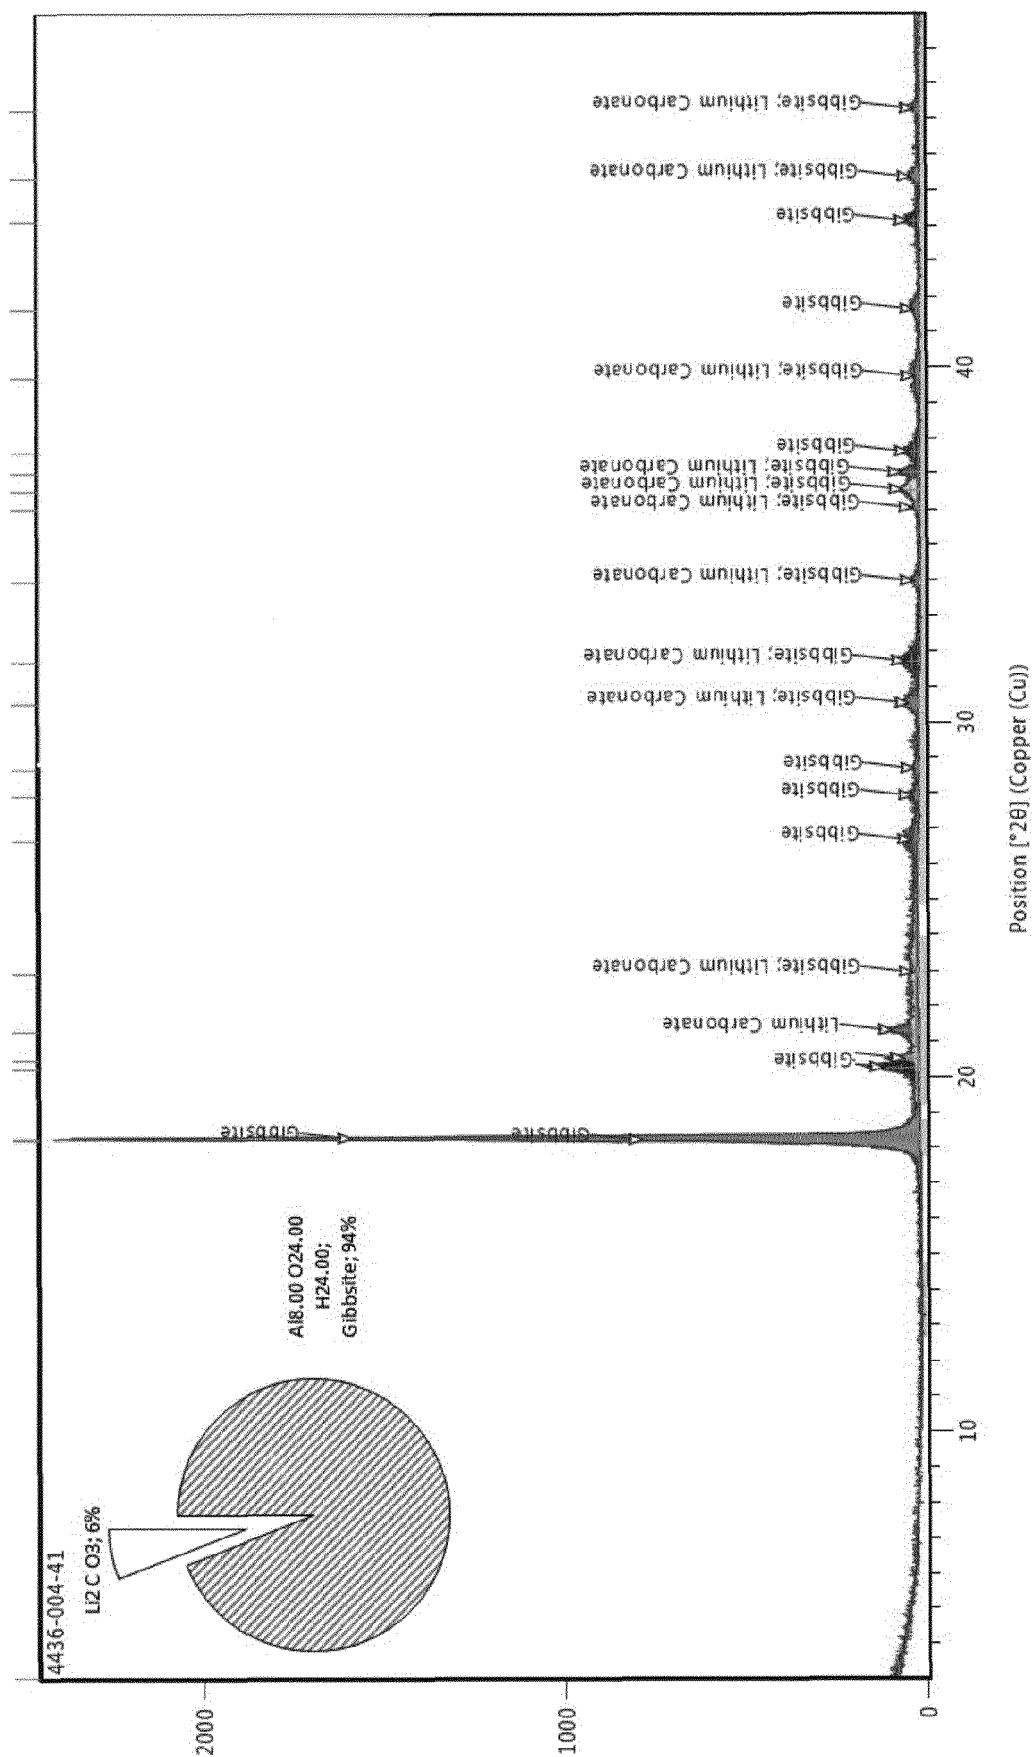 4436-004-41
Li2 C O3; 6%
Al8.00 O24.00
H24.00;
Gibbsite; 94%
2000
1000
0
Gibbsite
Gibbsite
Gibbsite
Lithium Carbonate
Gibbsite; Lithium Carbonate
Gibbsite
Gibbsite
Gibbsite
Gibbsite; Lithium Carbonate
Gibbsite; Lithium Carbonate
Gibbsite; Lithium Carbonate
Gibbsite; Lithium Carbonate
Gibbsite; Lithium Carbonate
Gibbsite; Lithium Carbonate
Gibbsite
Gibbsite; Lithium Carbonate
Gibbsite
Gibbsite
Gibbsite; Lithium Carbonate
Gibbsite; Lithium Carbonate
10
20
30
40
Position [°2θ] (Copper (Cu))